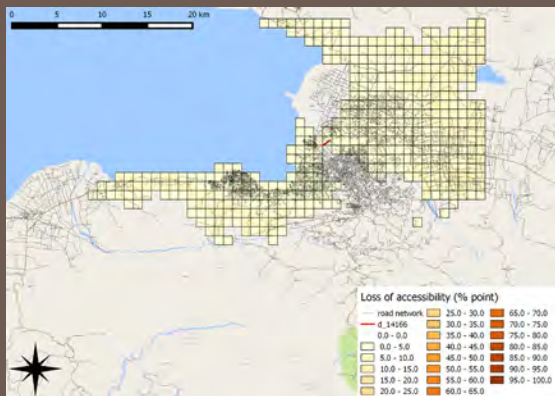 0 5 10 15 20 km
Loss of accessibility (% point)
road network
d_14166
0.0 - 0.0
0.0 - 5.0
5.0 - 10.0
10.0 - 15.0
15.0 - 20.0
20.0 - 25.0
25.0 - 30.0
30.0 - 35.0
35.0 - 40.0
40.0 - 45.0
45.0 - 50.0
50.0 - 55.0
55.0 - 60.0
60.0 - 65.0
65.0 - 70.0
70.0 - 75.0
75.0 - 80.0
80.0 - 85.0
85.0 - 90.0
90.0 - 95.0
95.0 - 100.0